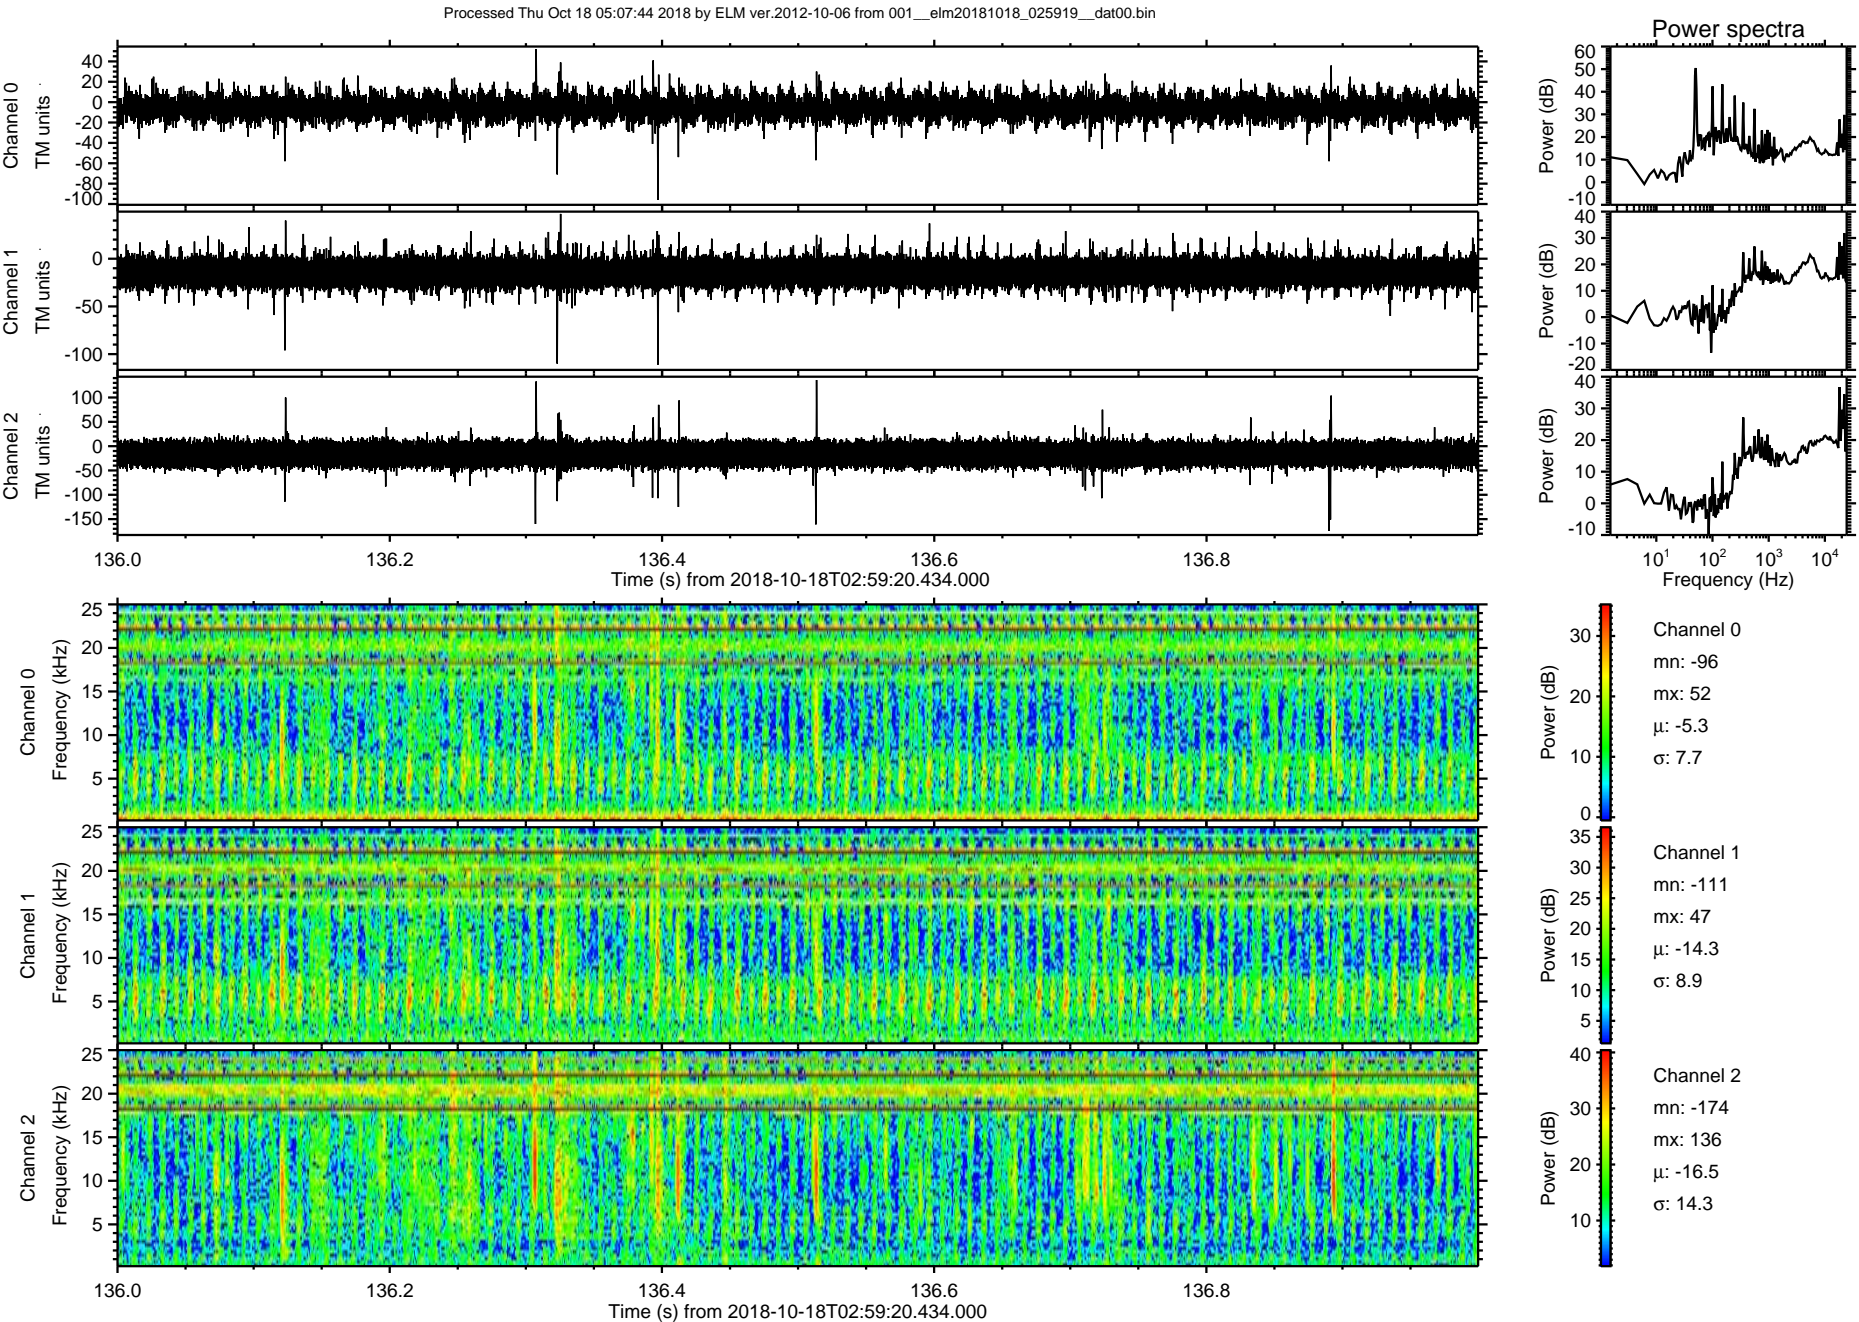 Processed Thu Oct 18 05:07:44 2018 by ELM ver.2012-10-06 from 001__elm20181018_025919__dat00.bin
Power spectra
Channel 0
TM units
40
20
0
-20
-40
-60
-80
-100
Power (dB)
60
50
40
30
20
10
0
-10
Channel 1
TM units
0
-50
-100
Power (dB)
40
30
20
10
0
-10
-20
Channel 2
TM units
100
50
0
-50
-100
-150
Power (dB)
40
30
20
10
0
-10
136.0 136.2 136.4 136.6 136.8
Time (s) from 2018-10-18T02:59:20.434.000
10¹ 10² 10³ 10⁴
Frequency (Hz)
Channel 0
Frequency (kHz)
25
20
15
10
5
Power (dB)
30
20
10
0
Channel 0
mn: -96
mx: 52
μ: -5.3
σ: 7.7
Channel 1
Frequency (kHz)
25
20
15
10
5
Power (dB)
35
30
25
20
15
10
5
Channel 1
mn: -111
mx: 47
μ: -14.3
σ: 8.9
Channel 2
Frequency (kHz)
25
20
15
10
5
Power (dB)
40
30
20
10
Channel 2
mn: -174
mx: 136
μ: -16.5
σ: 14.3
136.0 136.2 136.4 136.6 136.8
Time (s) from 2018-10-18T02:59:20.434.000